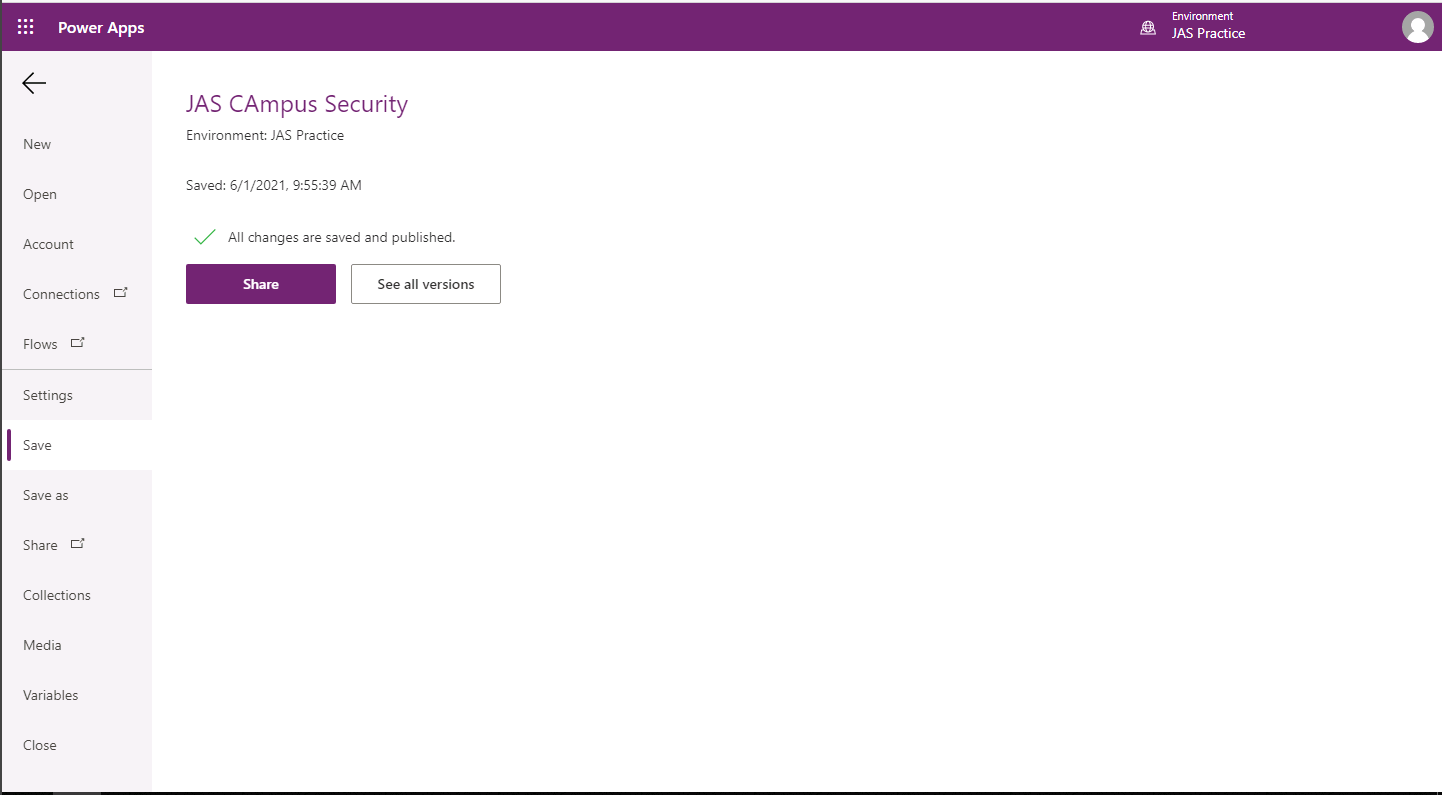 Power Apps
Environment
JAS Practice
New
Open
Account
Connections
Flows
Settings
Save
Save as
Share
Collections
Media
Variables
Close
JAS CAmpus Security
Environment: JAS Practice
Saved: 6/1/2021, 9:55:39 AM
All changes are saved and published.
Share
See all versions